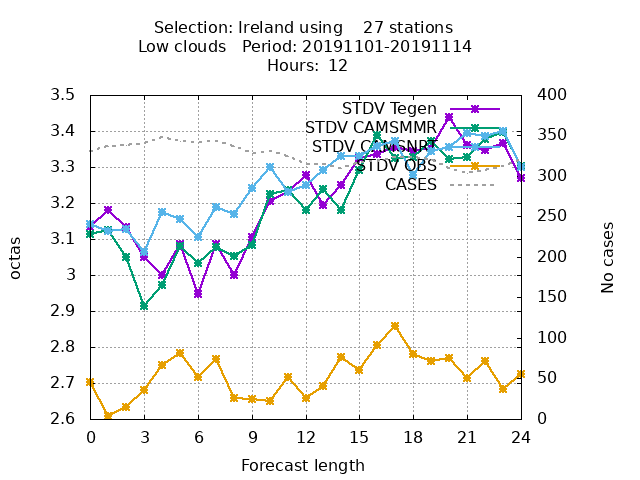 Selection: Ireland using    27 stations
Low clouds   Period: 20191101-20191114
Hours: 12
3.5
3.4
3.3
3.2
3.1
3
2.9
2.8
2.7
2.6
octas
STDV Tegen
STDV CAMSMMR
STDV CAMSNRT
STDV OBS
CASES
400
350
300
250
200
150
100
50
0
No cases
0 3 6 9 12 15 18 21 24
Forecast length